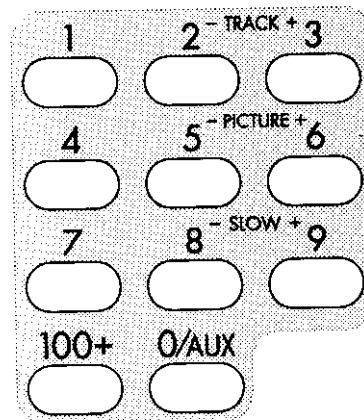 1 2 - TRACK + 3
4 5 - PICTURE + 6
7 8 - SLOW + 9
100+ 0/AUX